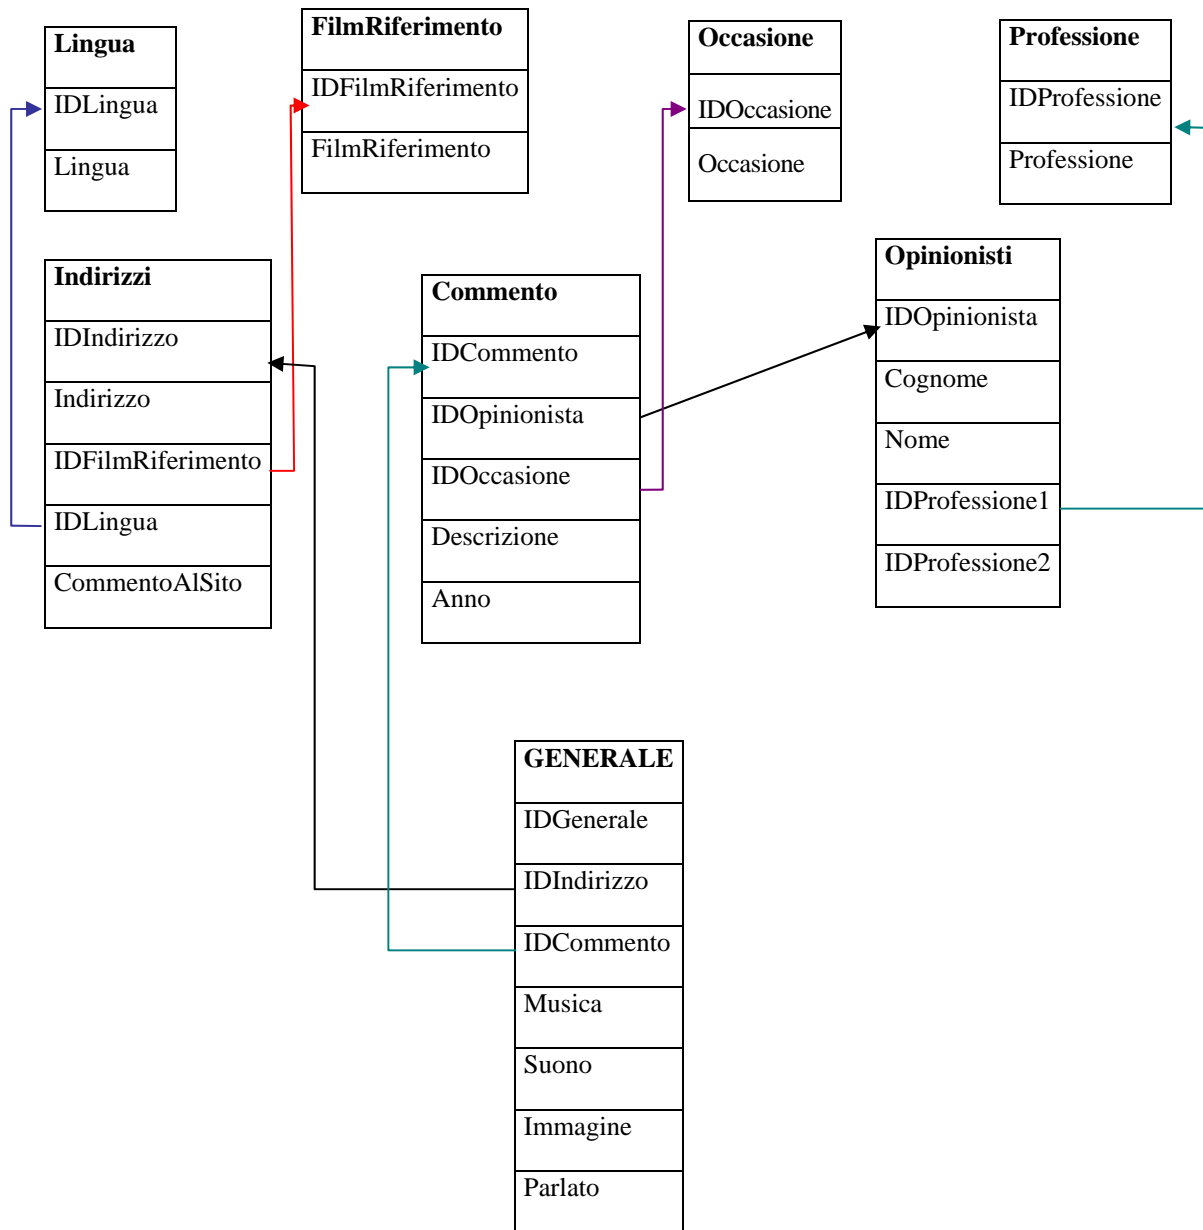 Lingua
IDLingua
Lingua
FilmRiferimento
IDFilmRiferimento
FilmRiferimento
Occasione
IDOccasione
Occasione
Professione
IDProfessione
Professione
Indirizzi
IDIndirizzo
Indirizzo
IDFilmRiferimento
IDLingua
CommentoAlSito
Commento
IDCommento
IDOpinionista
IDOccasione
Descrizione
Anno
Opinionisti
IDOpinionista
Cognome
Nome
IDProfessione1
IDProfessione2
GENERALE
IDGenerale
IDIndirizzo
IDCommento
Musica
Suono
Immagine
Parlato